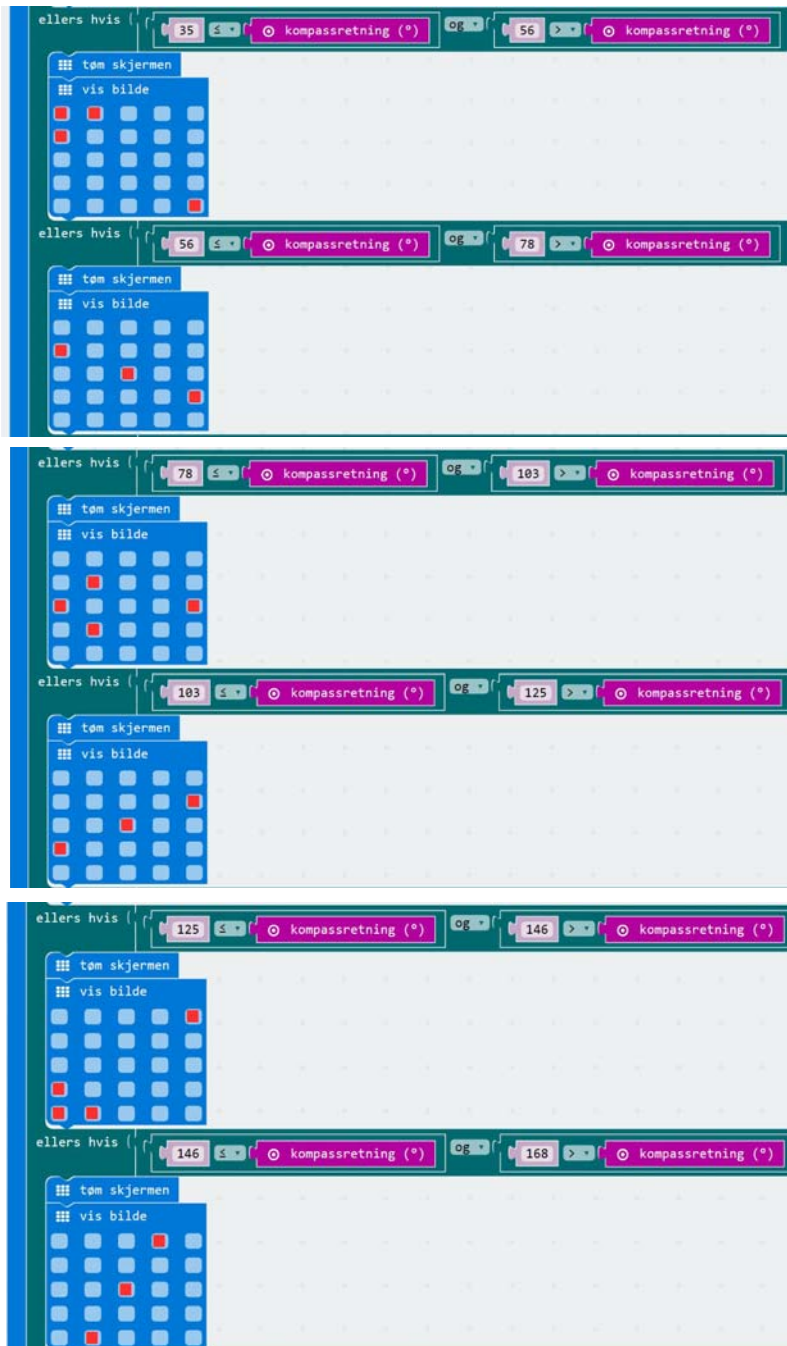 ellers hvis 35 ≤ kompassretning (°) og 56 > kompassretning (°)
tøm skjermen
vis bilde
ellers hvis 56 ≤ kompassretning (°) og 78 > kompassretning (°)
tøm skjermen
vis bilde
ellers hvis 78 ≤ kompassretning (°) og 103 > kompassretning (°)
tøm skjermen
vis bilde
ellers hvis 103 ≤ kompassretning (°) og 125 > kompassretning (°)
tøm skjermen
vis bilde
ellers hvis 125 ≤ kompassretning (°) og 146 > kompassretning (°)
tøm skjermen
vis bilde
ellers hvis 146 ≤ kompassretning (°) og 168 > kompassretning (°)
tøm skjermen
vis bilde